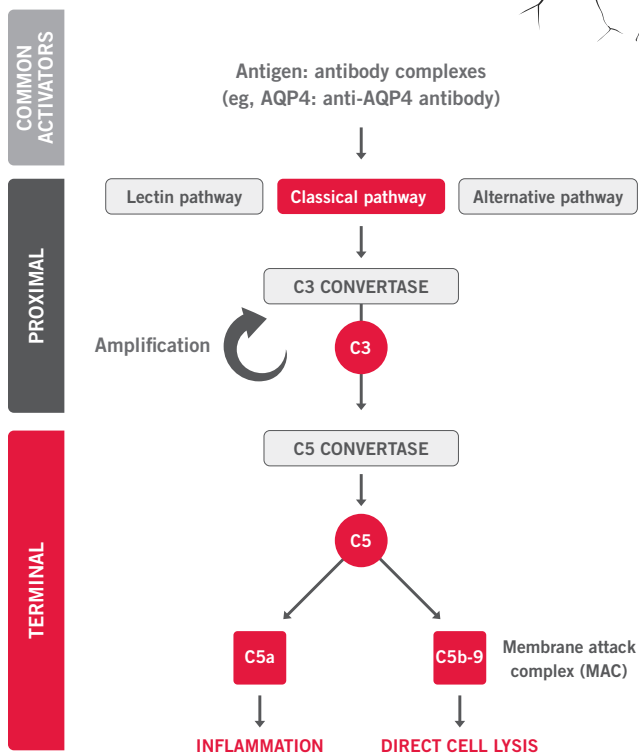 COMMON
ACTIVATORS
Antigen: antibody complexes
(eg, AQP4: anti-AQP4 antibody)
PROXIMAL
Lectin pathway
Classical pathway
Alternative pathway
C3 CONVERTASE
Amplification
C3
TERMINAL
C5 CONVERTASE
C5
C5a
C5b-9
Membrane attack
complex (MAC)
INFLAMMATION
DIRECT CELL LYSIS